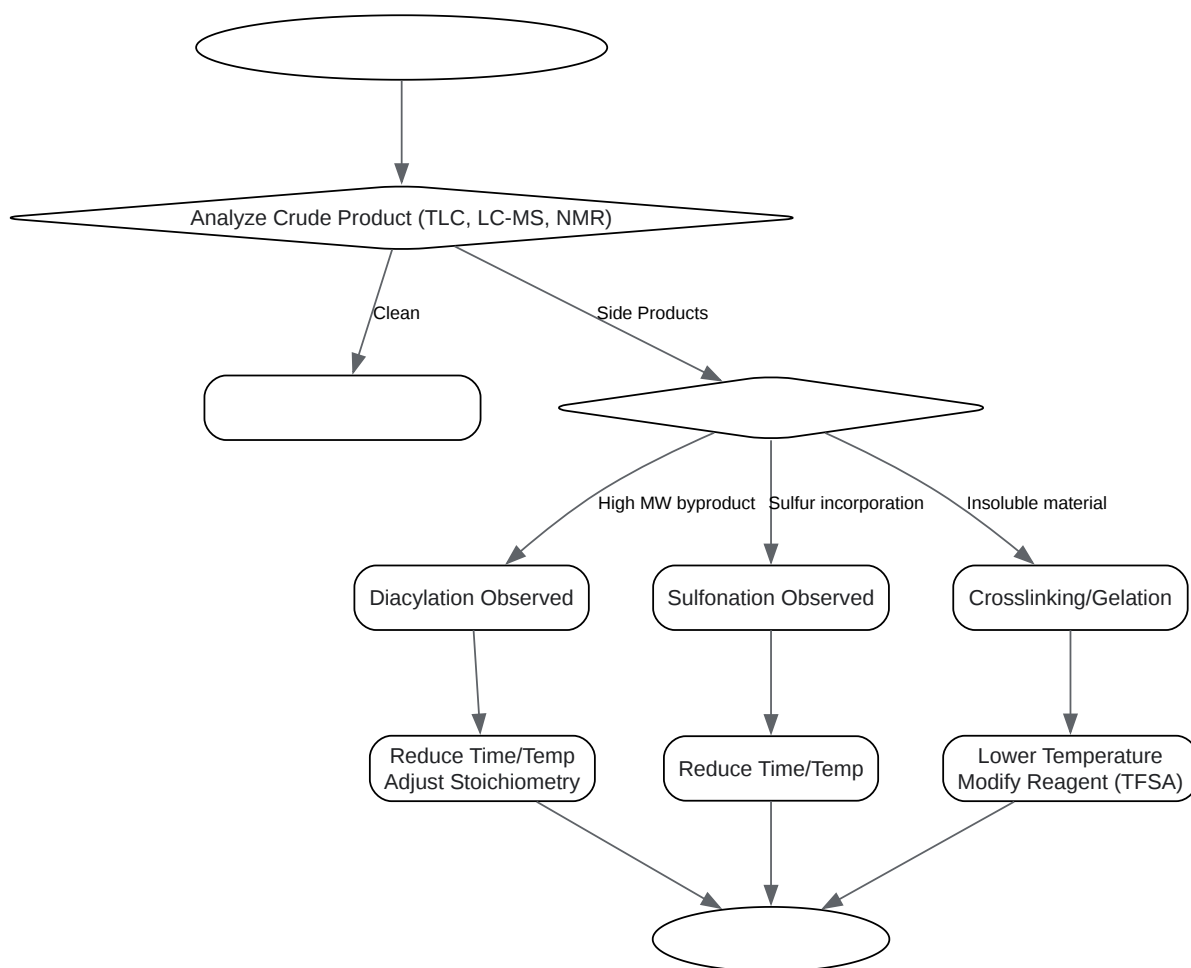 Analyze Crude Product (TLC, LC-MS, NMR)
Clean
Side Products
High MW byproduct
Sulfur incorporation
Insoluble material
Diacylation Observed
Sulfonation Observed
Crosslinking/Gelation
Reduce Time/Temp
Adjust Stoichiometry
Reduce Time/Temp
Lower Temperature
Modify Reagent (TFSA)